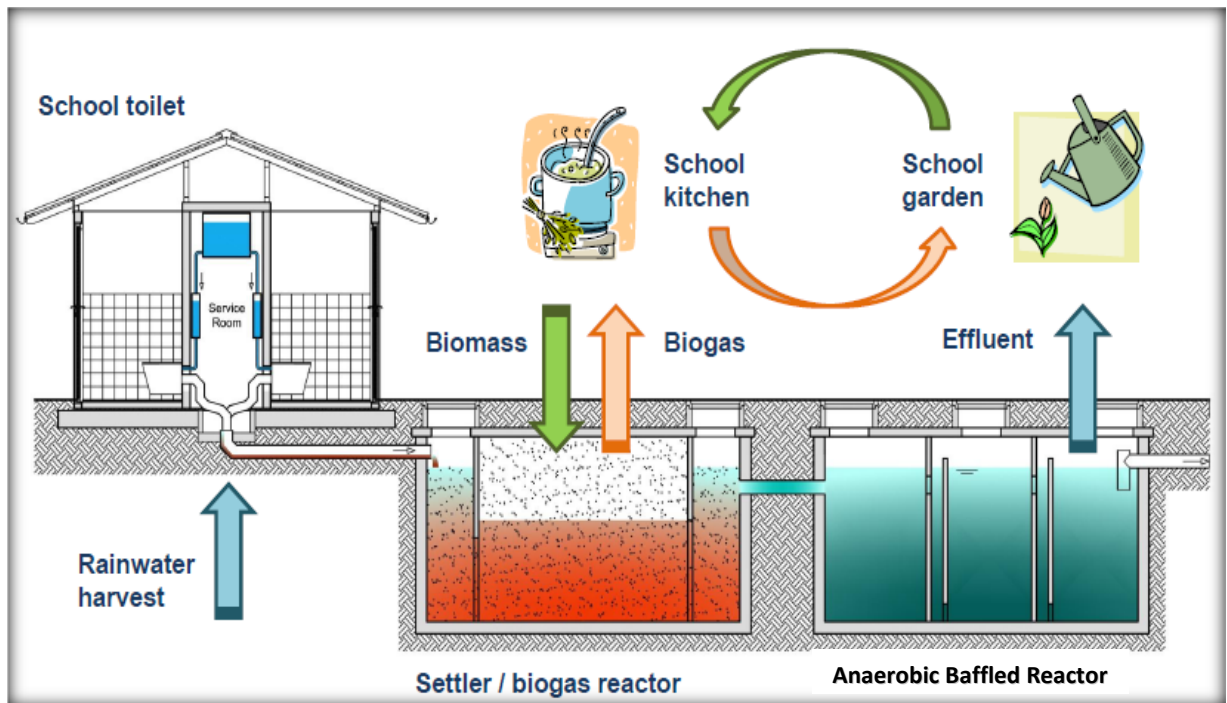 School toilet
School
kitchen
School
garden
Service
Room
Biomass
Biogas
Effluent
Rainwater
harvest
Settler / biogas reactor
Anaerobic Baffled Reactor